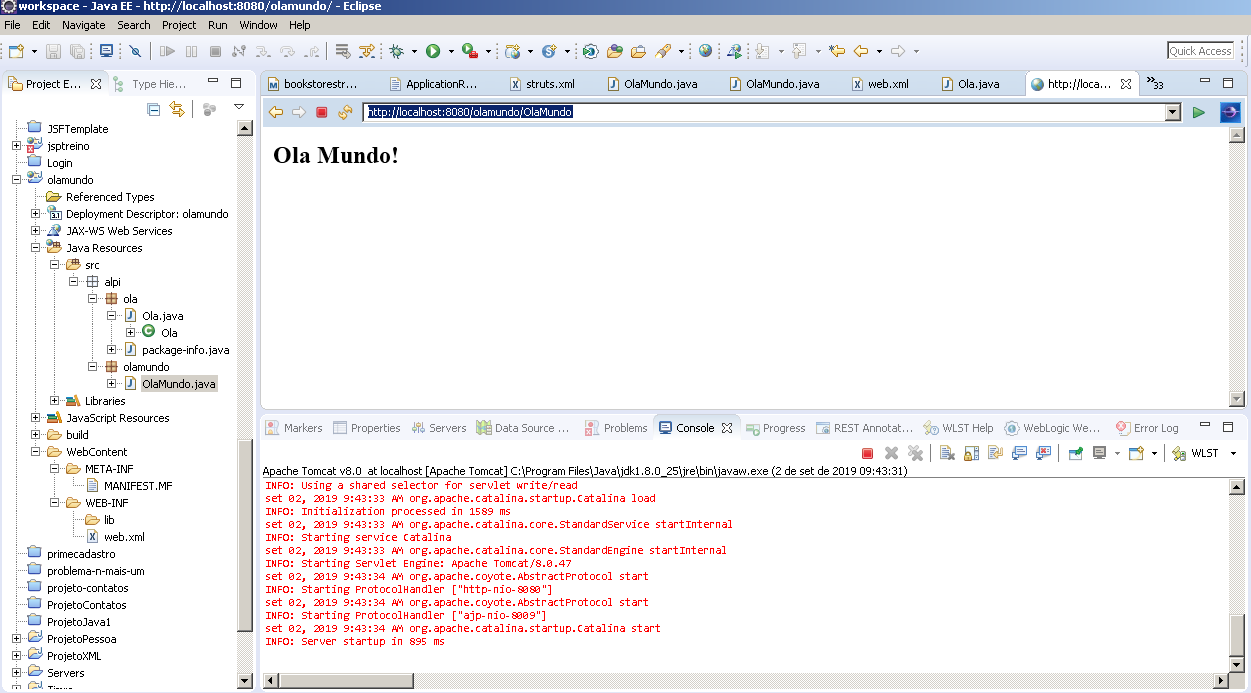 workspace - Java EE - http://localhost:8080/olamundo/ - Eclipse
File Edit Navigate Search Project Run Window Help
Quick Access
Project E... Type Hie...
JSFTemplate
jsptreino
Login
olamundo
Referenced Types
Deployment Descriptor: olamundo
JAX-WS Web Services
Java Resources
src
alpi
ola
Ola.java
Ola
package-info.java
olamundo
OlaMundo.java
Libraries
JavaScript Resources
build
WebContent
META-INF
MANIFEST.MF
WEB-INF
lib
web.xml
primecadastro
problema-n-mais-um
projeto-contatos
ProjetoContatos
ProjetoJava1
ProjetoPessoa
ProjetoXML
Servers
bookstorestr... ApplicationR... struts.xml OlaMundo.java OlaMundo.java web.xml Ola.java http://loca... »33
http://localhost:8080/olamundo/OlaMundo
Ola Mundo!
Markers Properties Servers Data Source ... Problems Console Progress REST Annotat... WLST Help WebLogic We... Error Log
WLST
Apache Tomcat v8.0 at localhost [Apache Tomcat] C:\Program Files\Java\jdk1.8.0_25\jre\bin\javaw.exe (2 de set de 2019 09:43:31)
INFO: Using a shared selector for servlet write/read
set 02, 2019 9:43:33 AM org.apache.catalina.startup.Catalina load
INFO: Initialization processed in 1589 ms
set 02, 2019 9:43:33 AM org.apache.catalina.core.StandardService startInternal
INFO: Starting service Catalina
set 02, 2019 9:43:33 AM org.apache.catalina.core.StandardEngine startInternal
INFO: Starting Servlet Engine: Apache Tomcat/8.0.47
set 02, 2019 9:43:34 AM org.apache.coyote.AbstractProtocol start
INFO: Starting ProtocolHandler ["http-nio-8080"]
set 02, 2019 9:43:34 AM org.apache.coyote.AbstractProtocol start
INFO: Starting ProtocolHandler ["ajp-nio-8009"]
set 02, 2019 9:43:34 AM org.apache.catalina.startup.Catalina start
INFO: Server startup in 895 ms